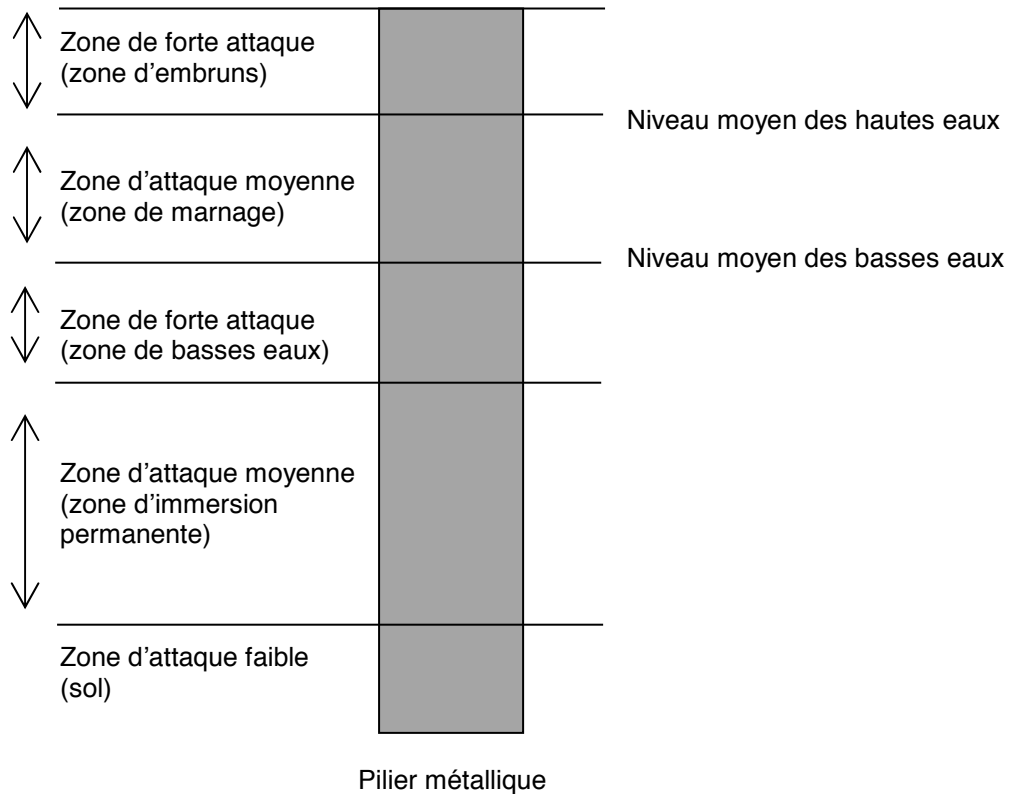 Zone de forte attaque
(zone d'embruns)
Niveau moyen des hautes eaux
Zone d'attaque moyenne
(zone de marnage)
Niveau moyen des basses eaux
Zone de forte attaque
(zone de basses eaux)
Zone d'attaque moyenne
(zone d'immersion
permanente)
Zone d'attaque faible
(sol)
Pilier métallique